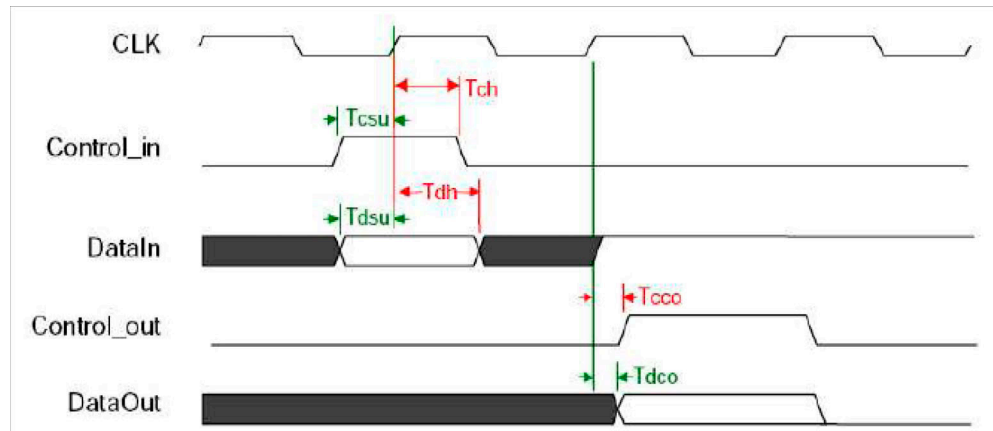 CLK
Tch
Tcsu
Control_in
Tdh
Tdsu
DataIn
Tcco
Control_out
Tdco
DataOut